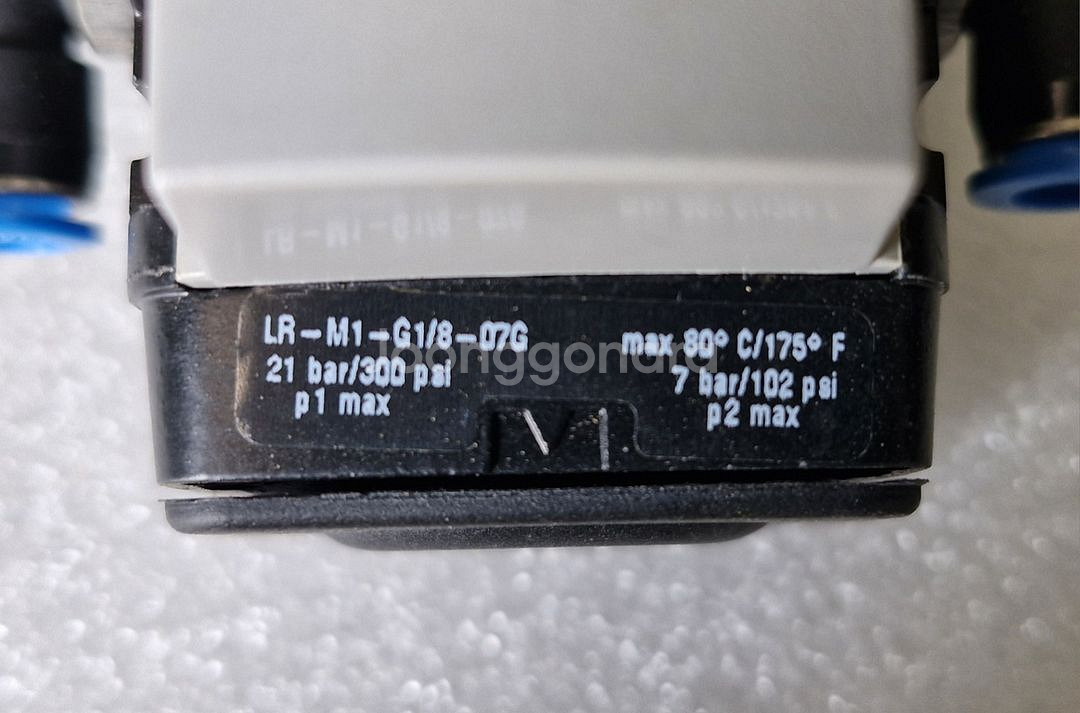 LR-M1-G1/8-07G
21 bar/300 psi
p1 max
max 80° C/175° F
7 bar/102 psi
p2 max
joonggonara